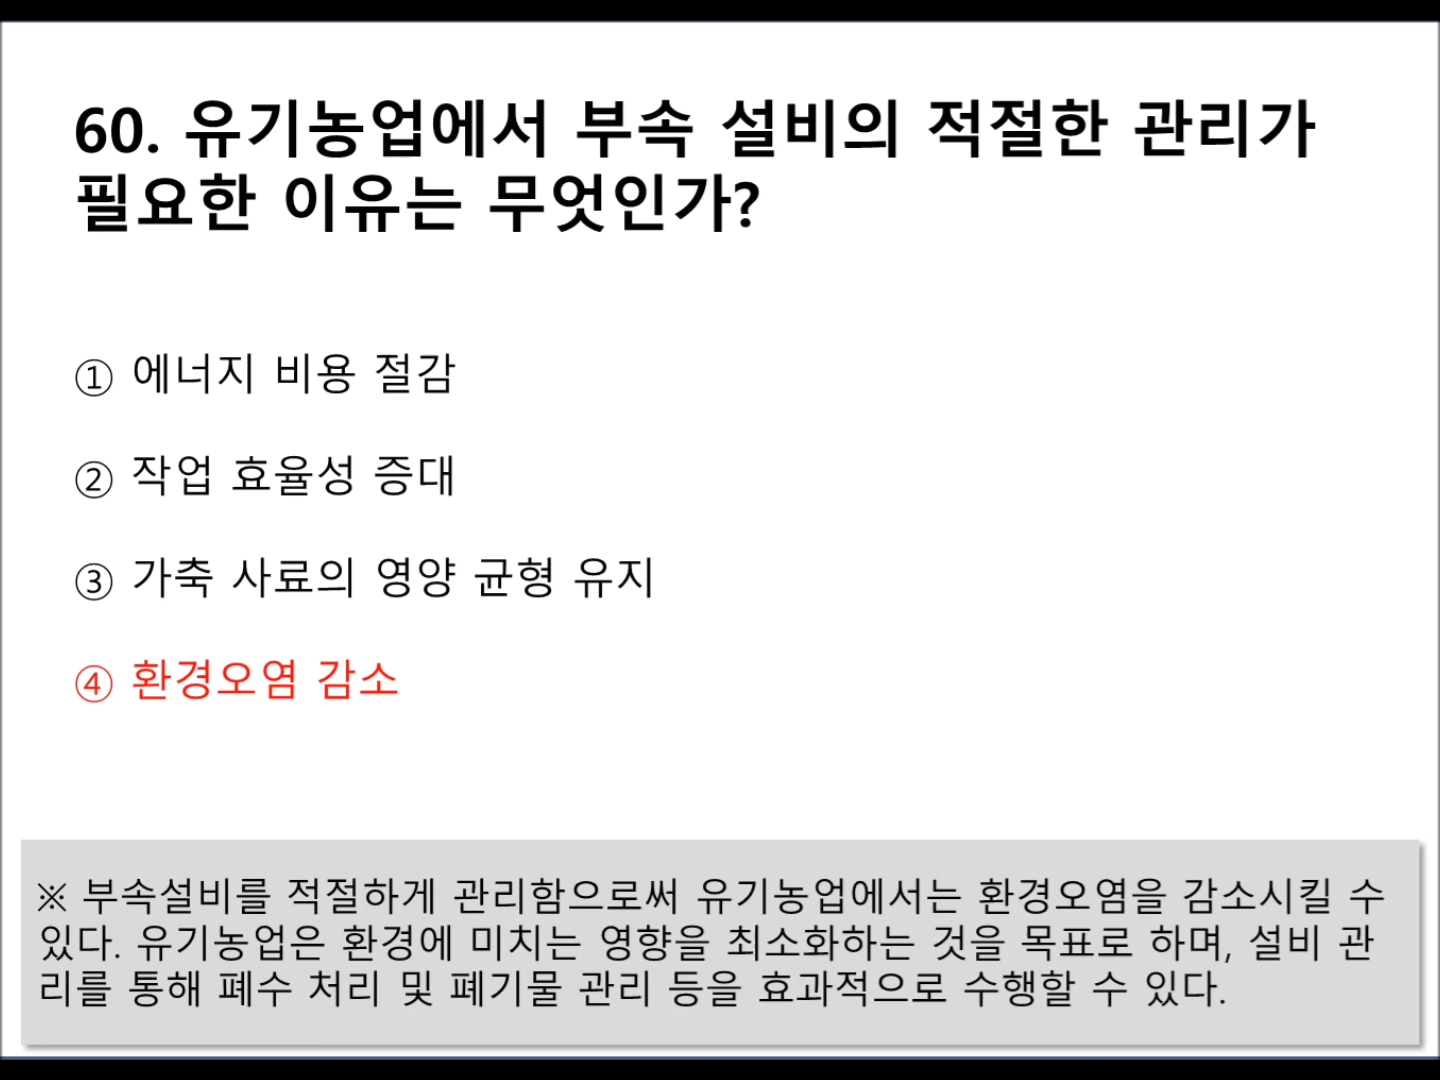 60. 유기농업에서 부속 설비의 적절한 관리가
필요한 이유는 무엇인가?
① 에너지 비용 절감
② 작업 효율성 증대
③ 가축 사료의 영양 균형 유지
④ 환경오염 감소
※ 부속설비를 적절하게 관리함으로써 유기농업에서는 환경오염을 감소시킬 수
있다. 유기농업은 환경에 미치는 영향을 최소화하는 것을 목표로 하며, 설비 관
리를 통해 폐수 처리 및 폐기물 관리 등을 효과적으로 수행할 수 있다.